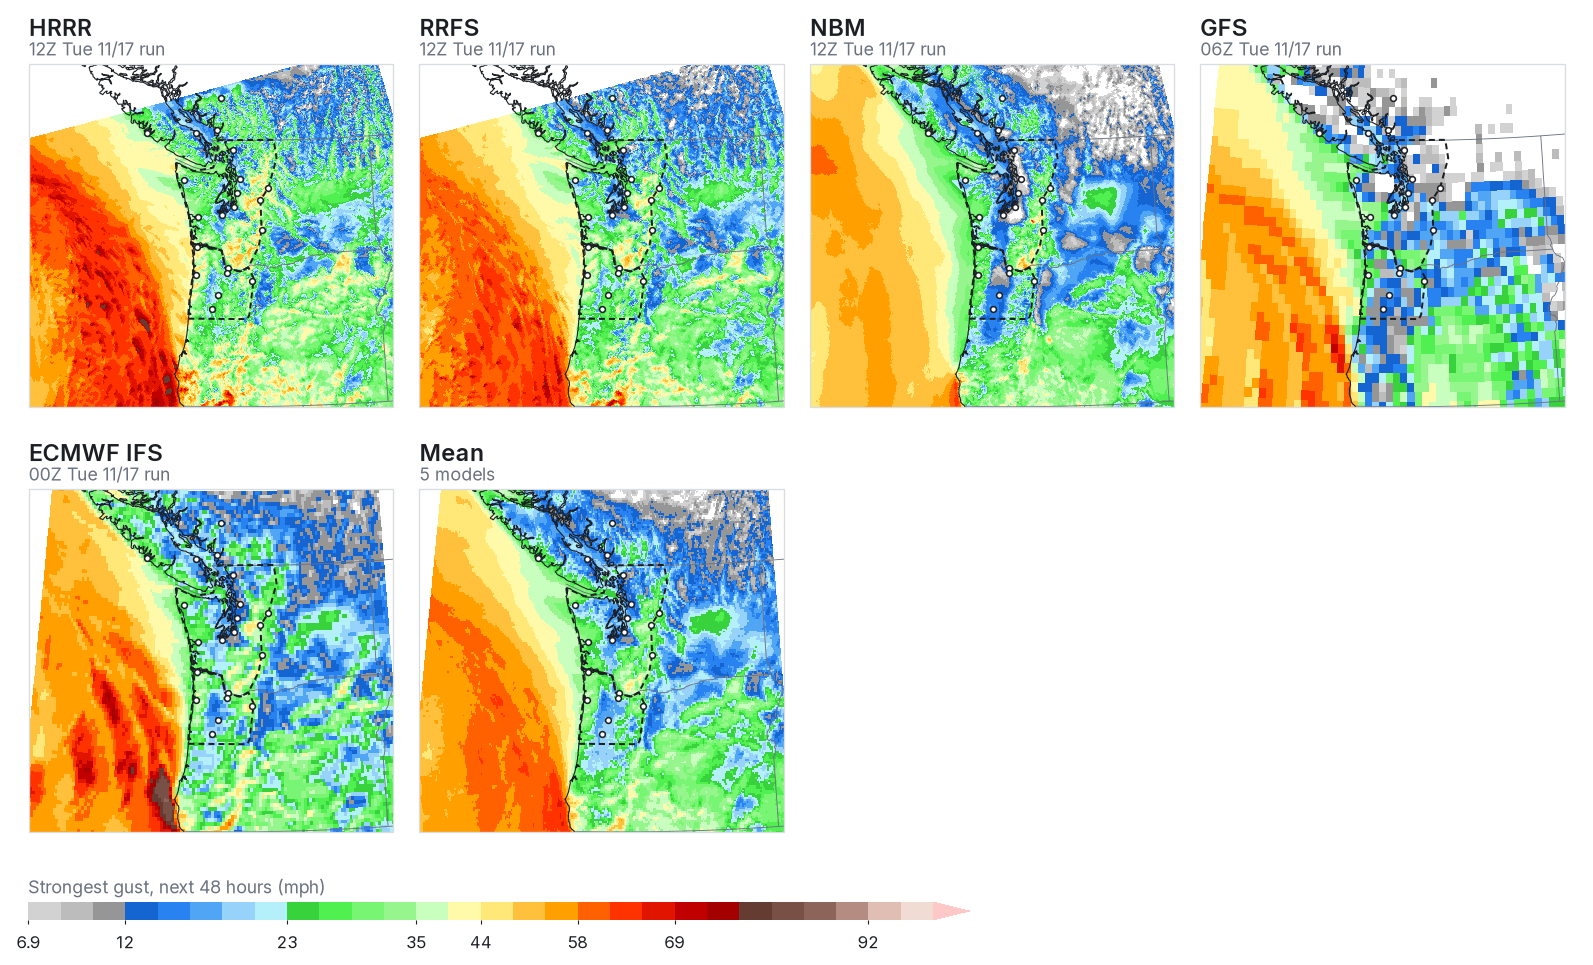 HRRR
12Z Tue 11/17 run
RRFS
12Z Tue 11/17 run
NBM
12Z Tue 11/17 run
GFS
06Z Tue 11/17 run
ECMWF IFS
00Z Tue 11/17 run
Mean
5 models
Strongest gust, next 48 hours (mph)
6.9 12 23 35 44 58 69 92